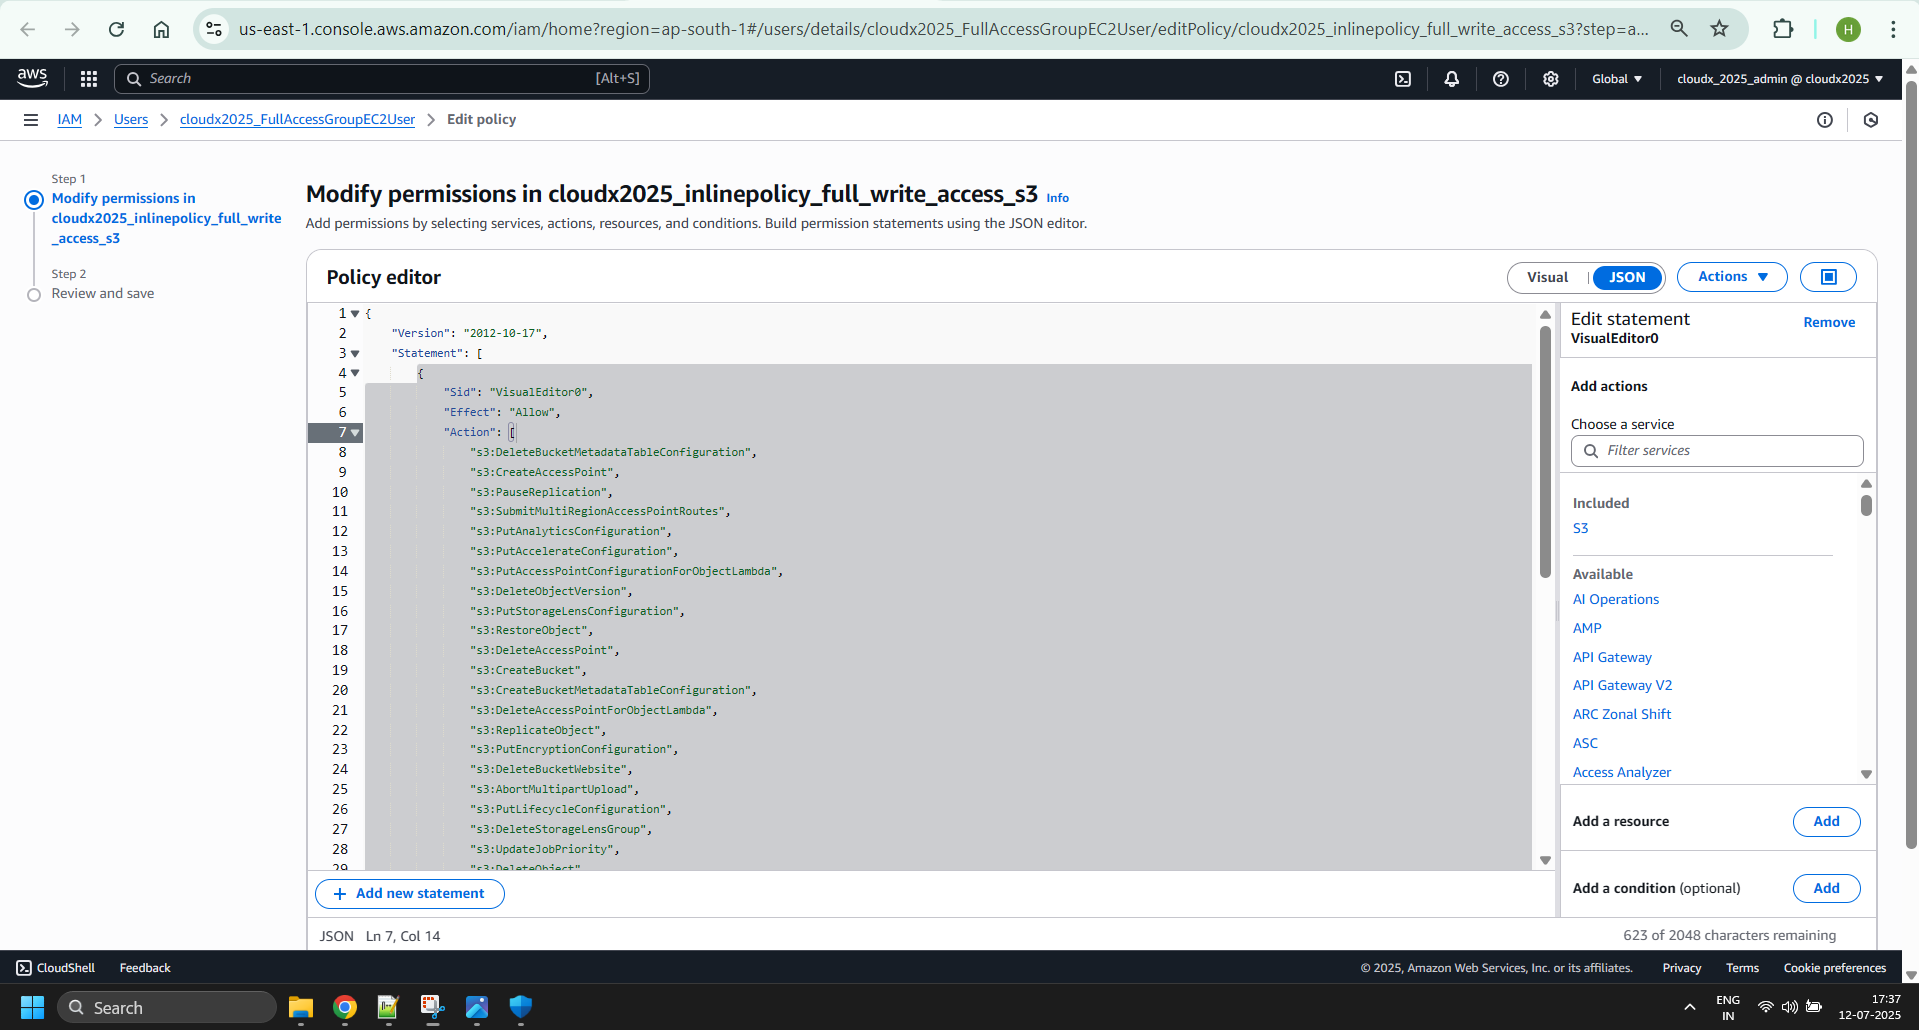 us-east-1.console.aws.amazon.com/iam/home?region=ap-south-1#/users/details/cloudx2025_FullAccessGroupEC2User/editPolicy/cloudx2025_inlinepolicy_full_write_access_s3?step=a...
H
aws
Search
[Alt+S]
Global
cloudx_2025_admin @ cloudx2025
IAM
Users
cloudx2025_FullAccessGroupEC2User
Edit policy
Step 1
Modify permissions in
cloudx2025_inlinepolicy_full_write
_access_s3
Step 2
Review and save
Modify permissions in cloudx2025_inlinepolicy_full_write_access_s3 Info
Add permissions by selecting services, actions, resources, and conditions. Build permission statements using the JSON editor.
Policy editor
Visual
JSON
Actions
1 {
2 "Version": "2012-10-17",
3 "Statement": [
4 {
5 "Sid": "VisualEditor0",
6 "Effect": "Allow",
7 "Action": [
8 "s3:DeleteBucketMetadataTableConfiguration",
9 "s3:CreateAccessPoint",
10 "s3:PauseReplication",
11 "s3:SubmitMultiRegionAccessPointRoutes",
12 "s3:PutAnalyticsConfiguration",
13 "s3:PutAccelerateConfiguration",
14 "s3:PutAccessPointConfigurationForObjectLambda",
15 "s3:DeleteObjectVersion",
16 "s3:PutStorageLensConfiguration",
17 "s3:RestoreObject",
18 "s3:DeleteAccessPoint",
19 "s3:CreateBucket",
20 "s3:CreateBucketMetadataTableConfiguration",
21 "s3:DeleteAccessPointForObjectLambda",
22 "s3:ReplicateObject",
23 "s3:PutEncryptionConfiguration",
24 "s3:DeleteBucketWebsite",
25 "s3:AbortMultipartUpload",
26 "s3:PutLifecycleConfiguration",
27 "s3:DeleteStorageLensGroup",
28 "s3:UpdateJobPriority",
29 "s3:DeleteObject"
+ Add new statement
JSON Ln 7, Col 14
623 of 2048 characters remaining
Edit statement
VisualEditor0
Remove
Add actions
Choose a service
Filter services
Included
S3
Available
AI Operations
AMP
API Gateway
API Gateway V2
ARC Zonal Shift
ASC
Access Analyzer
Add a resource
Add
Add a condition (optional)
Add
CloudShell
Feedback
© 2025, Amazon Web Services, Inc. or its affiliates.
Privacy
Terms
Cookie preferences
Search
ENG
IN
17:37
12-07-2025